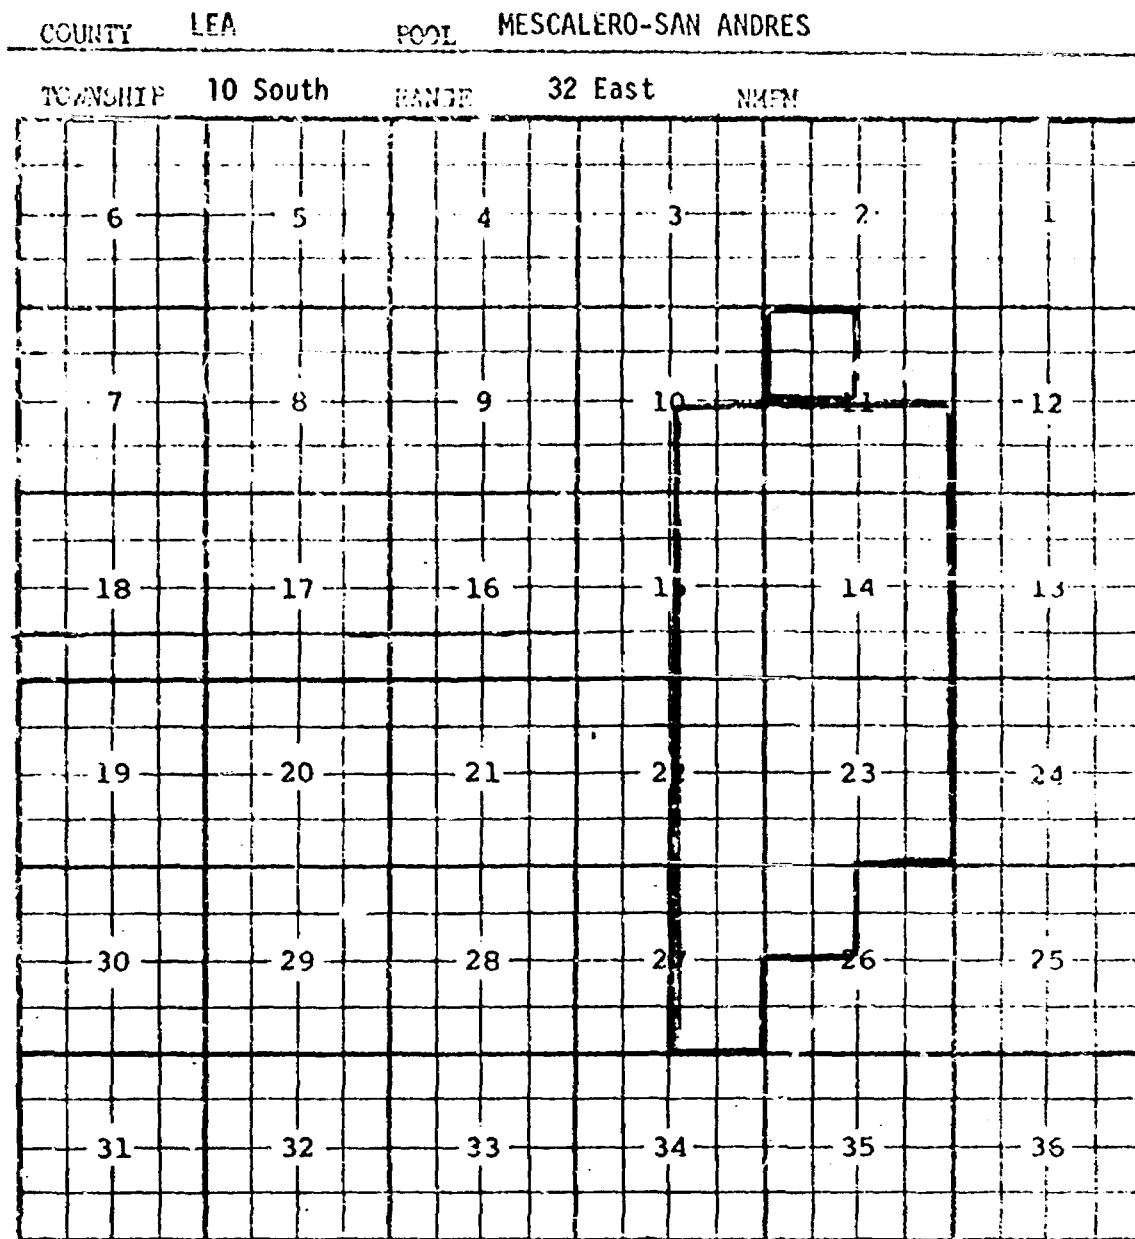 COUNTY LEA POOL MESCALERO-SAN ANDRES
TOWNSHIP 10 South RANGE 32 East NMPM
6 5 4 3 2 1
7 8 9 10 11 12
18 17 16 15 14 13
19 20 21 23 24
30 29 28 27 26 25
31 32 33 34 35 36